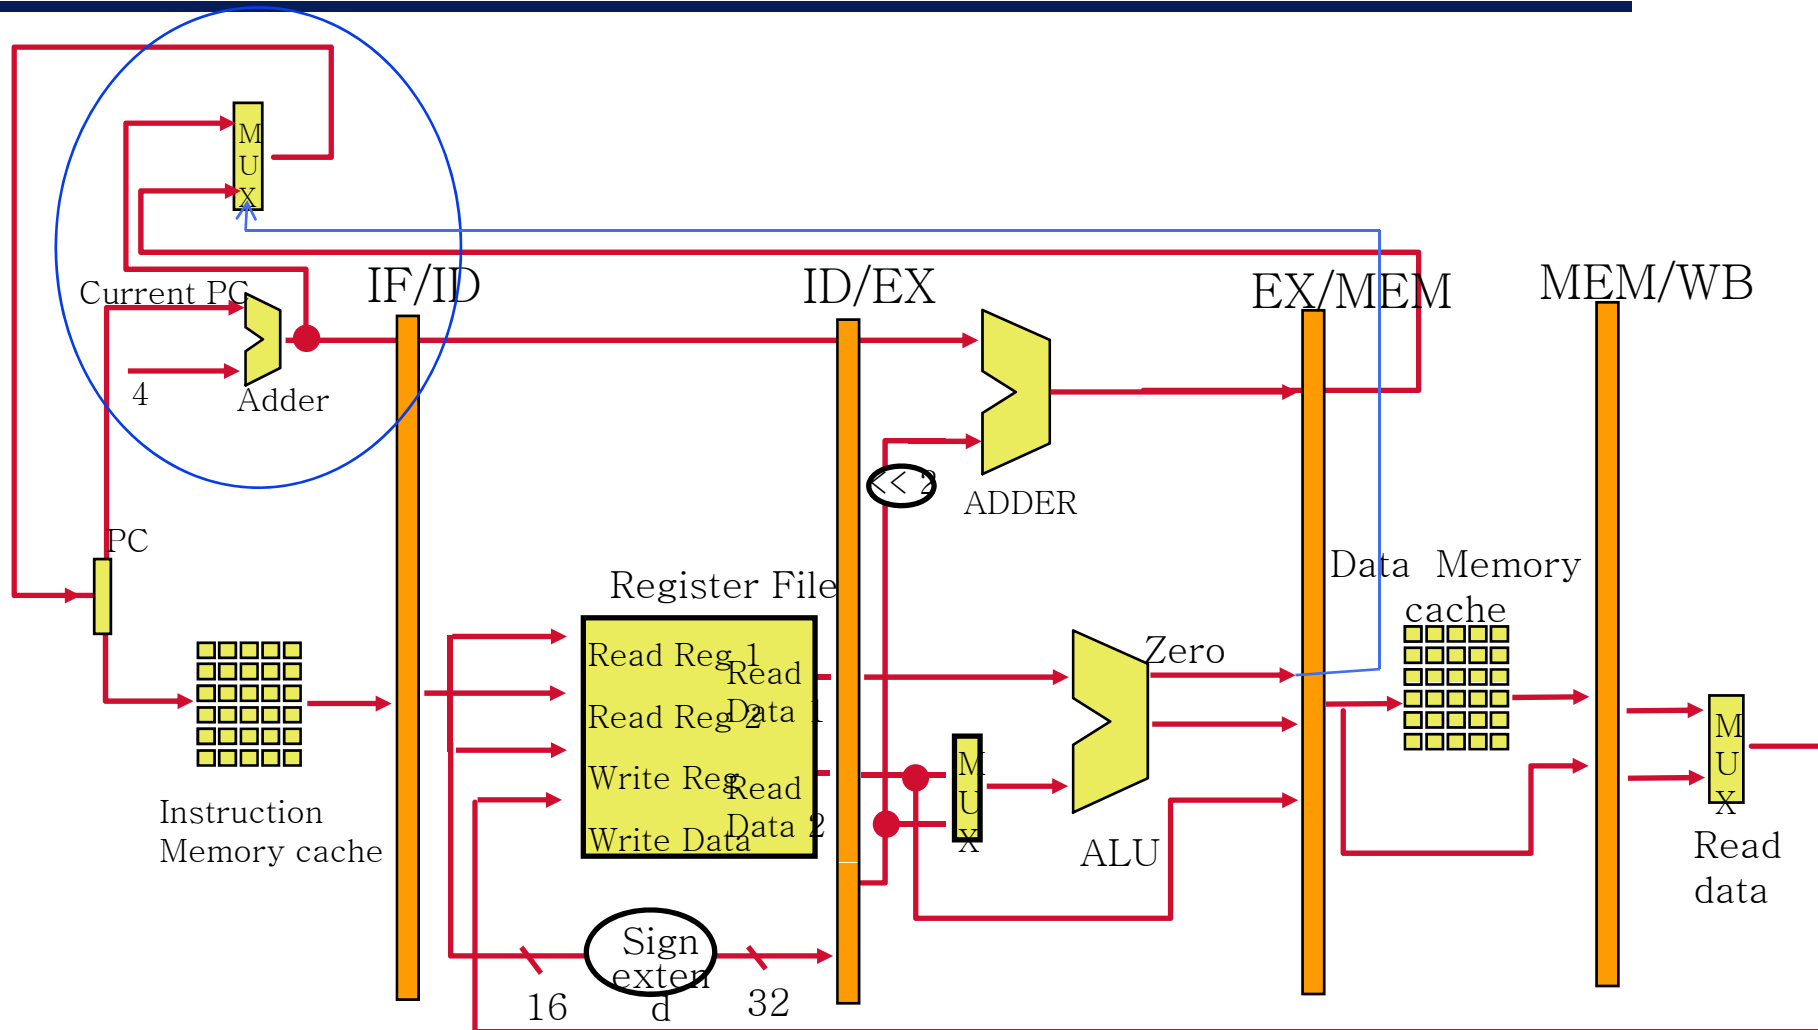 M
U
X
IF/ID
ID/EX
EX/MEM
MEM/WB
Current PC
4
Adder
<< 2
ADDER
PC
Register File
Data Memory
cache
Zero
Read Reg 1
Read
Data 1
Read Reg 2
Write Reg
Read
Data 2
Write Data
M
U
X
M
U
X
ALU
Instruction
Memory cache
Read
data
Sign
exten
d
16
32